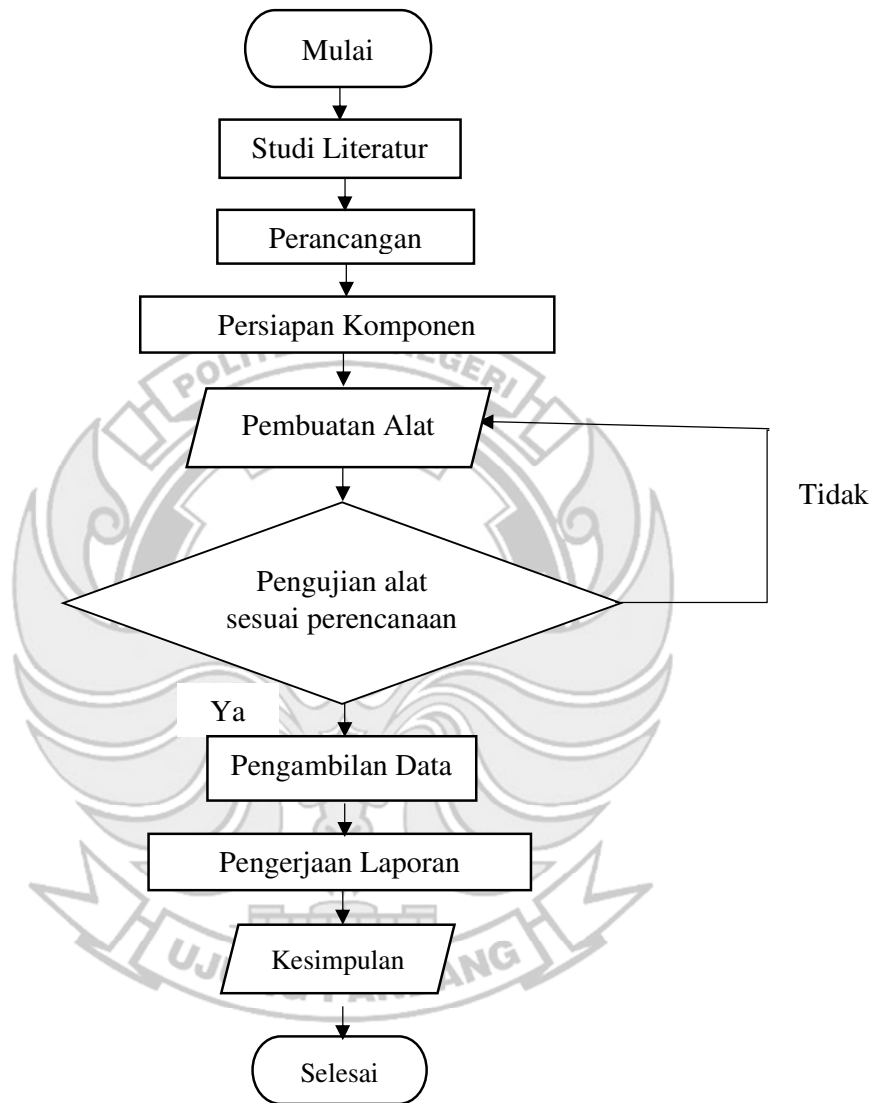 Mulai
Studi Literatur
Perancangan
Persiapan Komponen
Pembuatan Alat
Tidak
Pengujian alat
sesuai perencanaan
Ya
Pengambilan Data
Pengerjaan Laporan
Kesimpulan
Selesai